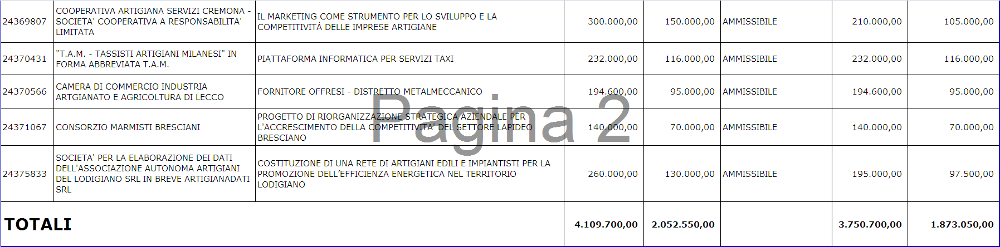 24369807
COOPERATIVA ARTIGIANA SERVIZI CREMONA -
SOCIETA' COOPERATIVA A RESPONSABILITA'
LIMITATA
IL MARKETING COME STRUMENTO PER LO SVILUPPO E LA
COMPETITIVITÀ DELLE IMPRESE ARTIGIANE
300.000,00
150.000,00
AMMISSIBILE
210.000,00
105.000,00
24370431
"T.A.M. - TASSISTI ARTIGIANI MILANESI" IN
FORMA ABBREVIATA T.A.M.
PIATTAFORMA INFORMATICA PER SERVIZI TAXI
232.000,00
116.000,00
AMMISSIBILE
232.000,00
116.000,00
24370566
CAMERA DI COMMERCIO INDUSTRIA
ARTGIANATO E AGRICOLTURA DI LECCO
FORNITORE OFFRESI - DISTRETTO METALMECCANICO
194.600,00
95.000,00
AMMISSIBILE
194.600,00
95.000,00
24371067
CONSORZIO MARMISTI BRESCIANI
PROGETTO DI RIORGANIZZAZIONE STRATEGICA AZIENDALE PER
L'ACCRESCIMENTO DELLA COMPETITIVITA' DEL SETTORE LAPIDEO
BRESCIANO
140.000,00
70.000,00
AMMISSIBILE
140.000,00
70.000,00
Pagina 2
24375833
SOCIETA' PER LA ELABORAZIONE DEI DATI
DELL'ASSOCIAZIONE AUTONOMA ARTIGIANI
DEL LODIGIANO SRL IN BREVE ARTIGIANADATI
SRL
COSTITUZIONE DI UNA RETE DI ARTIGIANI EDILI E IMPIANTISTI PER LA
PROMOZIONE DELL’EFFICIENZA ENERGETICA NEL TERRITORIO
LODIGIANO
260.000,00
130.000,00
AMMISSIBILE
195.000,00
97.500,00
TOTALI
4.109.700,00
2.052.550,00
3.750.700,00
1.873.050,00